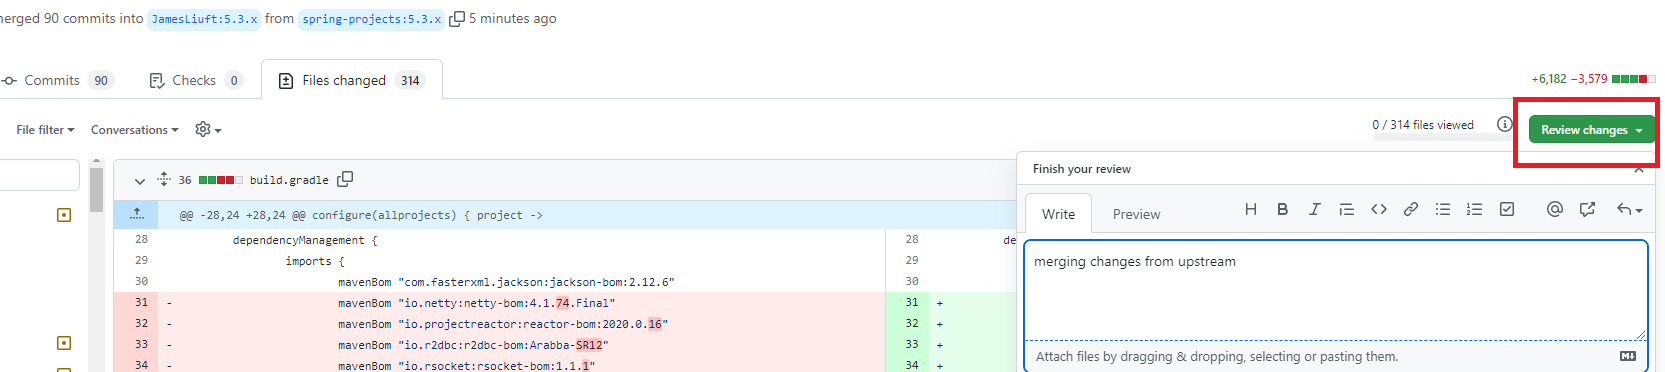 merged 90 commits into JamesLiuft:5.3.x from spring-projects:5.3.x 5 minutes ago
Commits 90 Checks 0 Files changed 314
+6,182 −3,579
File filter Conversations
0 / 314 files viewed
Review changes
36 build.gradle
@@ -28,24 +28,24 @@ configure(allprojects) { project ->
28 dependencyManagement {
29 imports {
30 mavenBom "com.fasterxml.jackson:jackson-bom:2.12.6"
31 - mavenBom "io.netty:netty-bom:4.1.74.Final"
32 - mavenBom "io.projectreactor:reactor-bom:2020.0.16"
33 - mavenBom "io.r2dbc:r2dbc-bom:Arabba-SR12"
34 - mavenBom "io.rsocket:rsocket-bom:1.1.1"
28 de
29
30
31 +
32 +
33 +
34 +
Finish your review
Write Preview
merging changes from upstream
Attach files by dragging & dropping, selecting or pasting them.